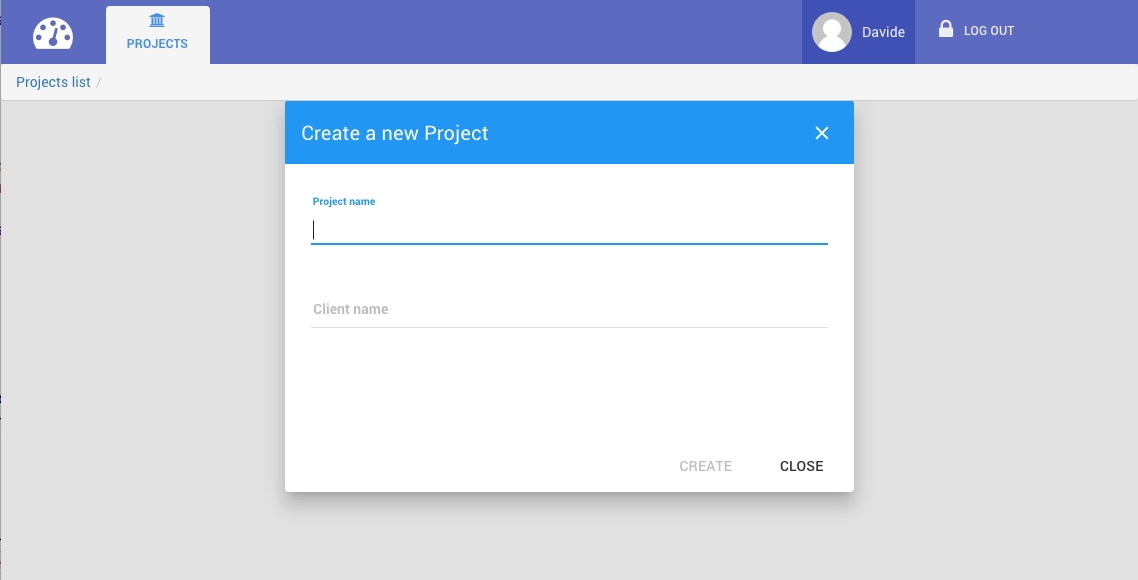 PROJECTS
Davide
LOG OUT
Projects list /
Create a new Project
Project name
Client name
CREATE
CLOSE